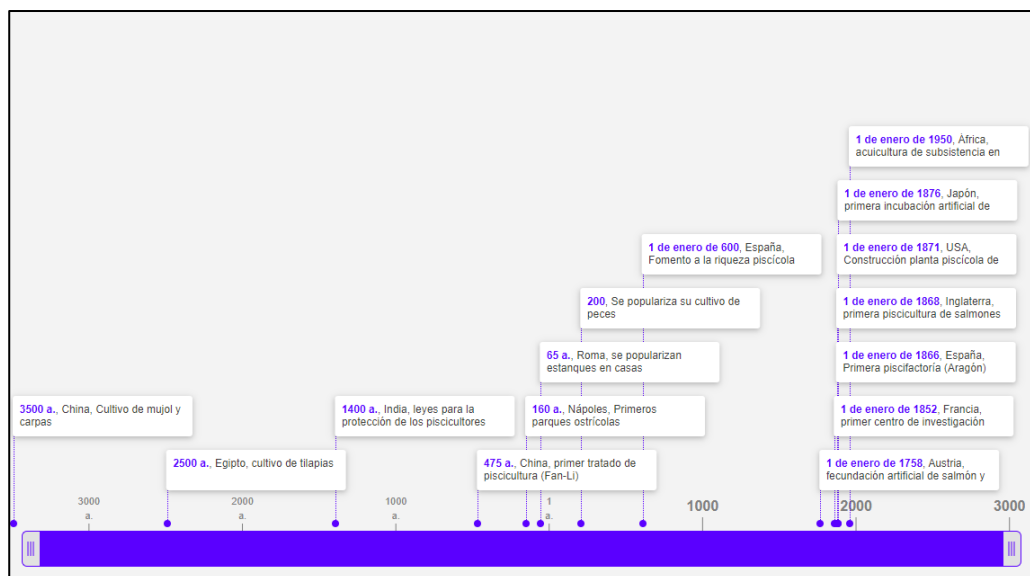 1 de enero de 1950, África,
acuicultura de subsistencia en
1 de enero de 1876, Japón,
primera incubación artificial de
1 de enero de 600, España,
Fomento a la riqueza piscícola
1 de enero de 1871, USA,
Construcción planta piscícola de
200, Se populariza su cultivo de
peces
1 de enero de 1868, Inglaterra,
primera piscicultura de salmones
65 a., Roma, se popularizan
estanques en casas
1 de enero de 1866, España,
Primera piscifactoría (Aragón)
3500 a., China, Cultivo de mujol y
carpas
1400 a., India, leyes para la
protección de los piscicultores
160 a., Nápoles, Primeros
parques ostrícolas
1 de enero de 1852, Francia,
primer centro de investigación
2500 a., Egipto, cultivo de tilapias
475 a., China, primer tratado de
piscicultura (Fan-Li)
1 de enero de 1758, Austria,
fecundación artificial de salmón y
3000
a.
2000
a.
1000
a.
1
a.
1000
2000
3000